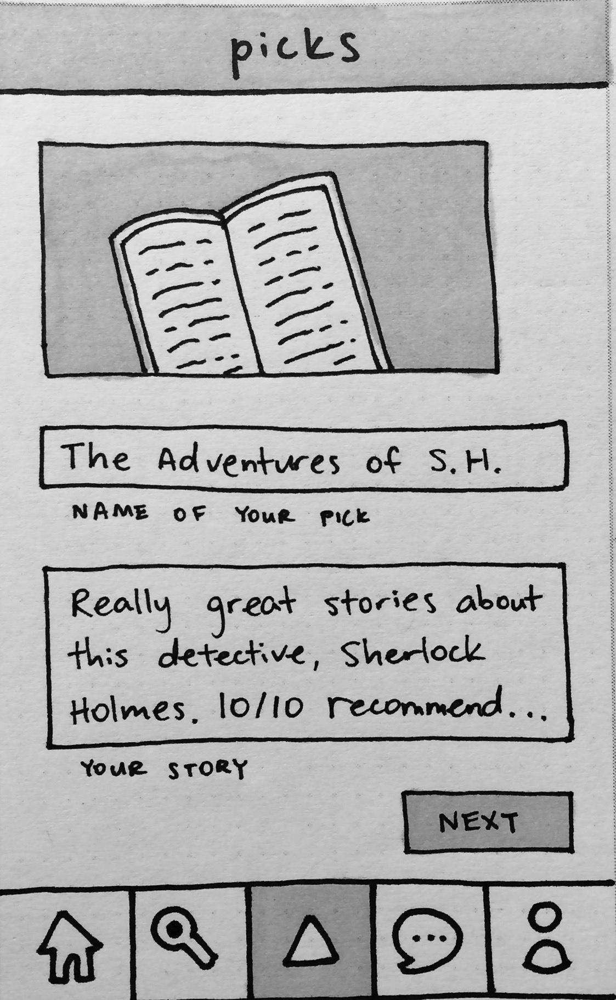 picks
The Adventures of S.H.
NAME OF YOUR PICK
Really great stories about
this detective, Sherlock
Holmes. 10/10 recommend...
YOUR STORY
NEXT